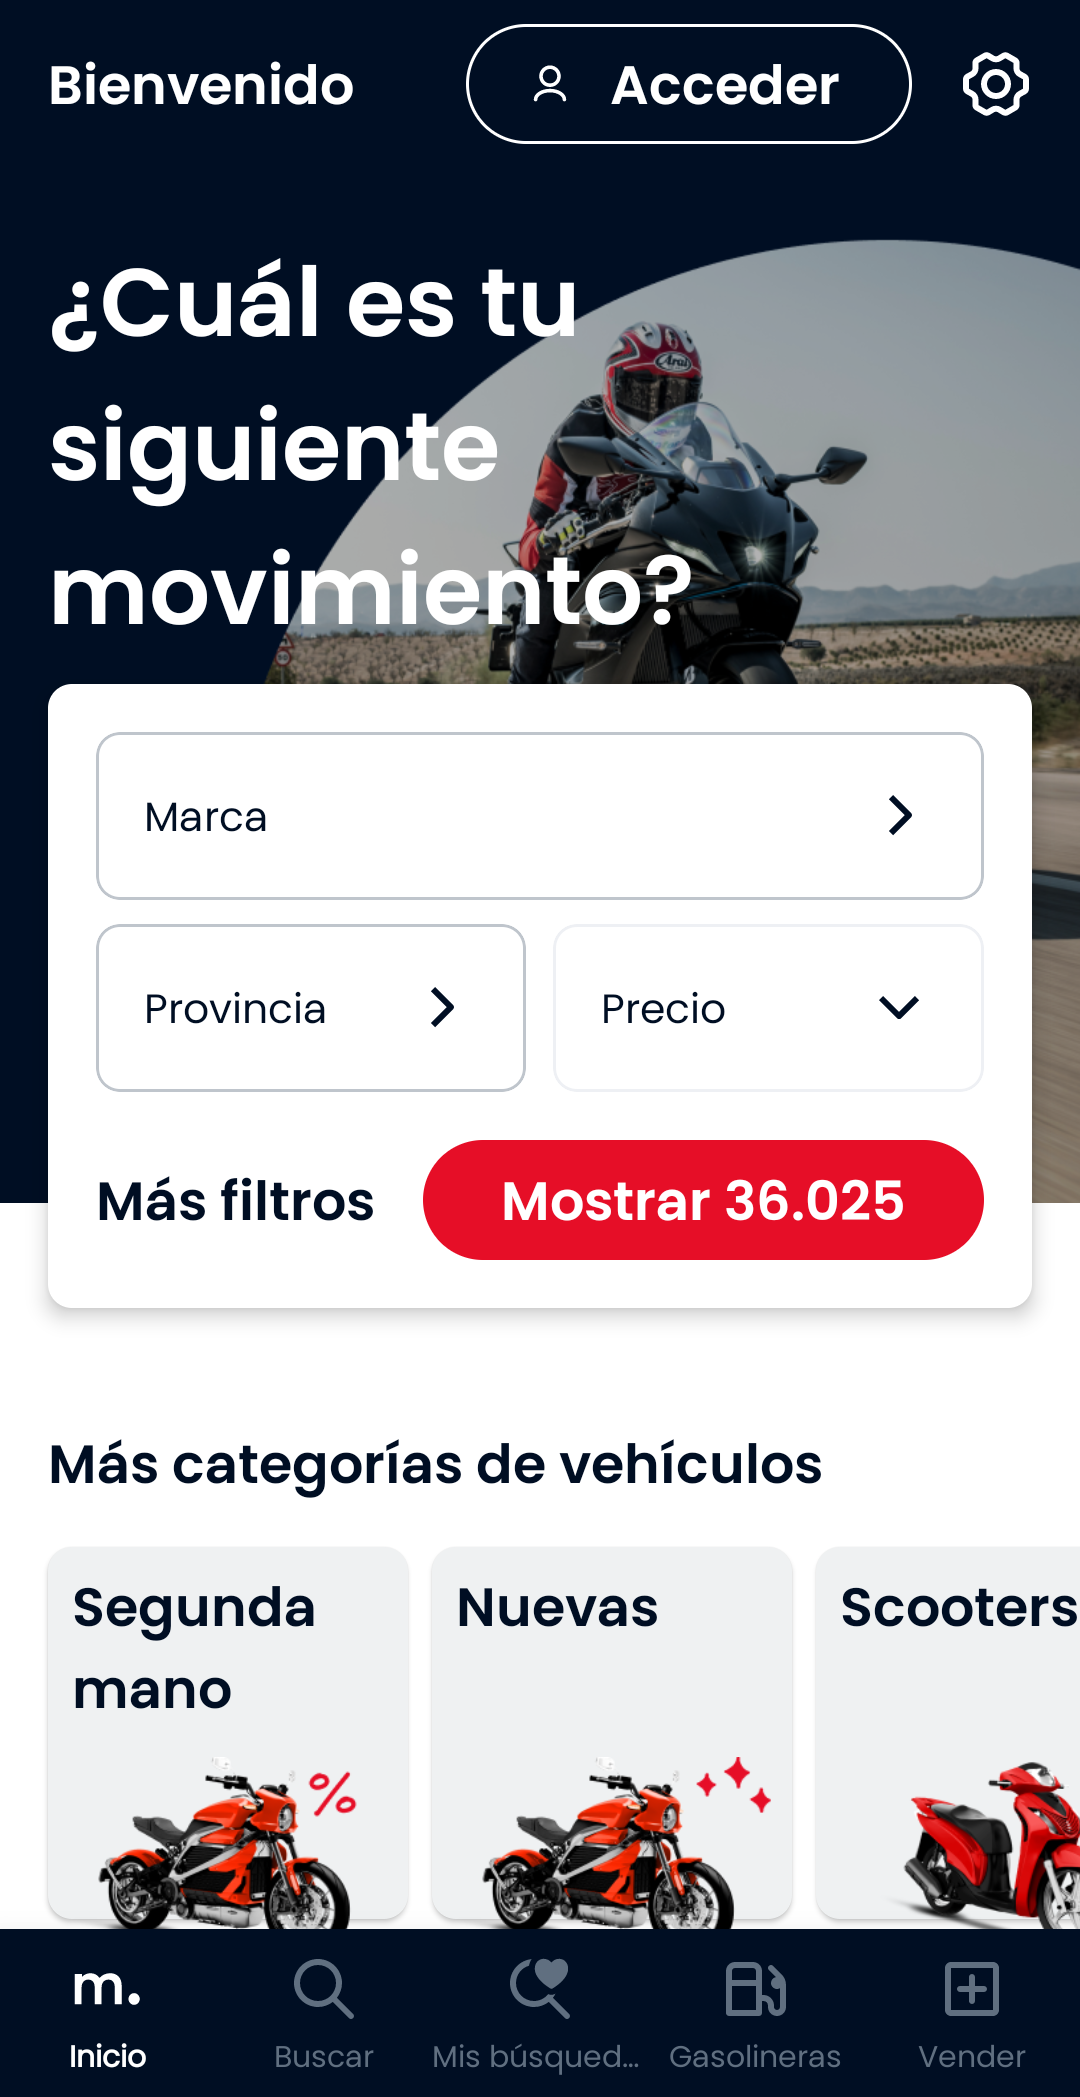 Bienvenido
Acceder
¿Cuál es tu
siguiente
movimiento?
Arai
Marca
Provincia
Precio
Más filtros
Mostrar 36.025
Más categorías de vehículos
Segunda
mano
Nuevas
Scooters
%
m.
Inicio
Buscar
Mis búsqued...
Gasolineras
Vender